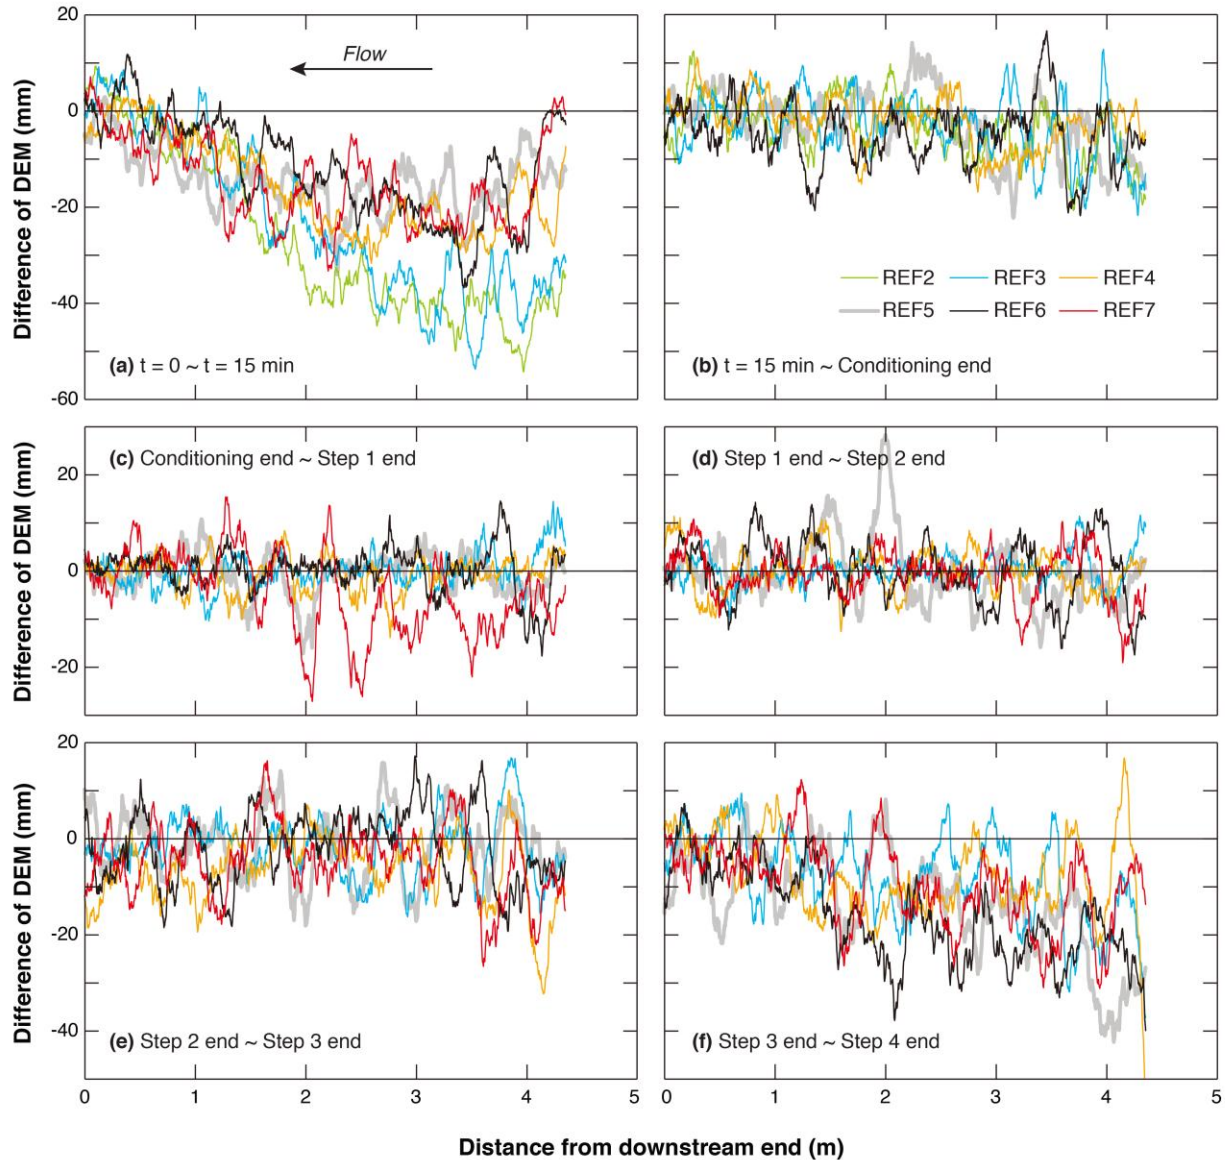 20
0
-20
-40
-60
Difference of DEM (mm)
Flow
(a) t = 0 ~ t = 15 min
REF2 REF3 REF4
REF5 REF6 REF7
(b) t = 15 min ~ Conditioning end
20
0
-20
Difference of DEM (mm)
(c) Conditioning end ~ Step 1 end
(d) Step 1 end ~ Step 2 end
20
0
-20
-40
Difference of DEM (mm)
(e) Step 2 end ~ Step 3 end
(f) Step 3 end ~ Step 4 end
0 1 2 3 4 5
0 1 2 3 4 5
Distance from downstream end (m)